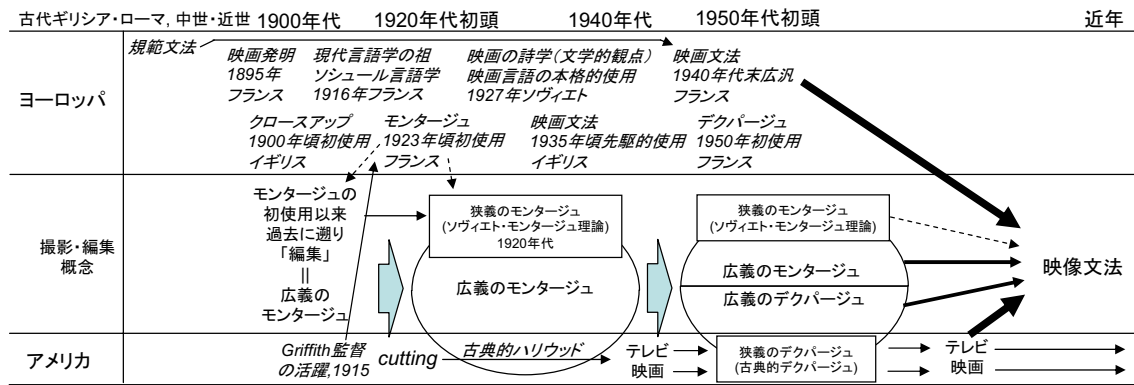 古代ギリシア・ローマ, 中世・近世 1900年代 1920年代初頭 1940年代 1950年代初頭 近年
ヨーロッパ
規範文法
映画発明
1895年
フランス
現代言語学の祖
ソシュール言語学
1916年フランス
映画の詩学(文学的観点)
映画言語の本格的使用
1927年ソヴィエト
映画文法
1940年代末広汎
フランス
クロースアップ
1900年頃初使用
イギリス
モンタージュ
1923年頃初使用
フランス
映画文法
1935年頃先駆的使用
イギリス
デクパージュ
1950年初使用
フランス
撮影・編集
概念
モンタージュの
初使用以来
過去に遡り
「編集」
||
広義の
モンタージュ
狭義のモンタージュ
(ソヴィエト・モンタージュ理論)
1920年代
広義のモンタージュ
狭義のモンタージュ
(ソヴィエト・モンタージュ理論)
広義のモンタージュ
広義のデクパージュ
映像文法
アメリカ
Griffith監督
の活躍,1915
cutting
古典的ハリウッド
テレビ
映画
狭義のデクパージュ
(古典的デクパージュ)
テレビ
映画